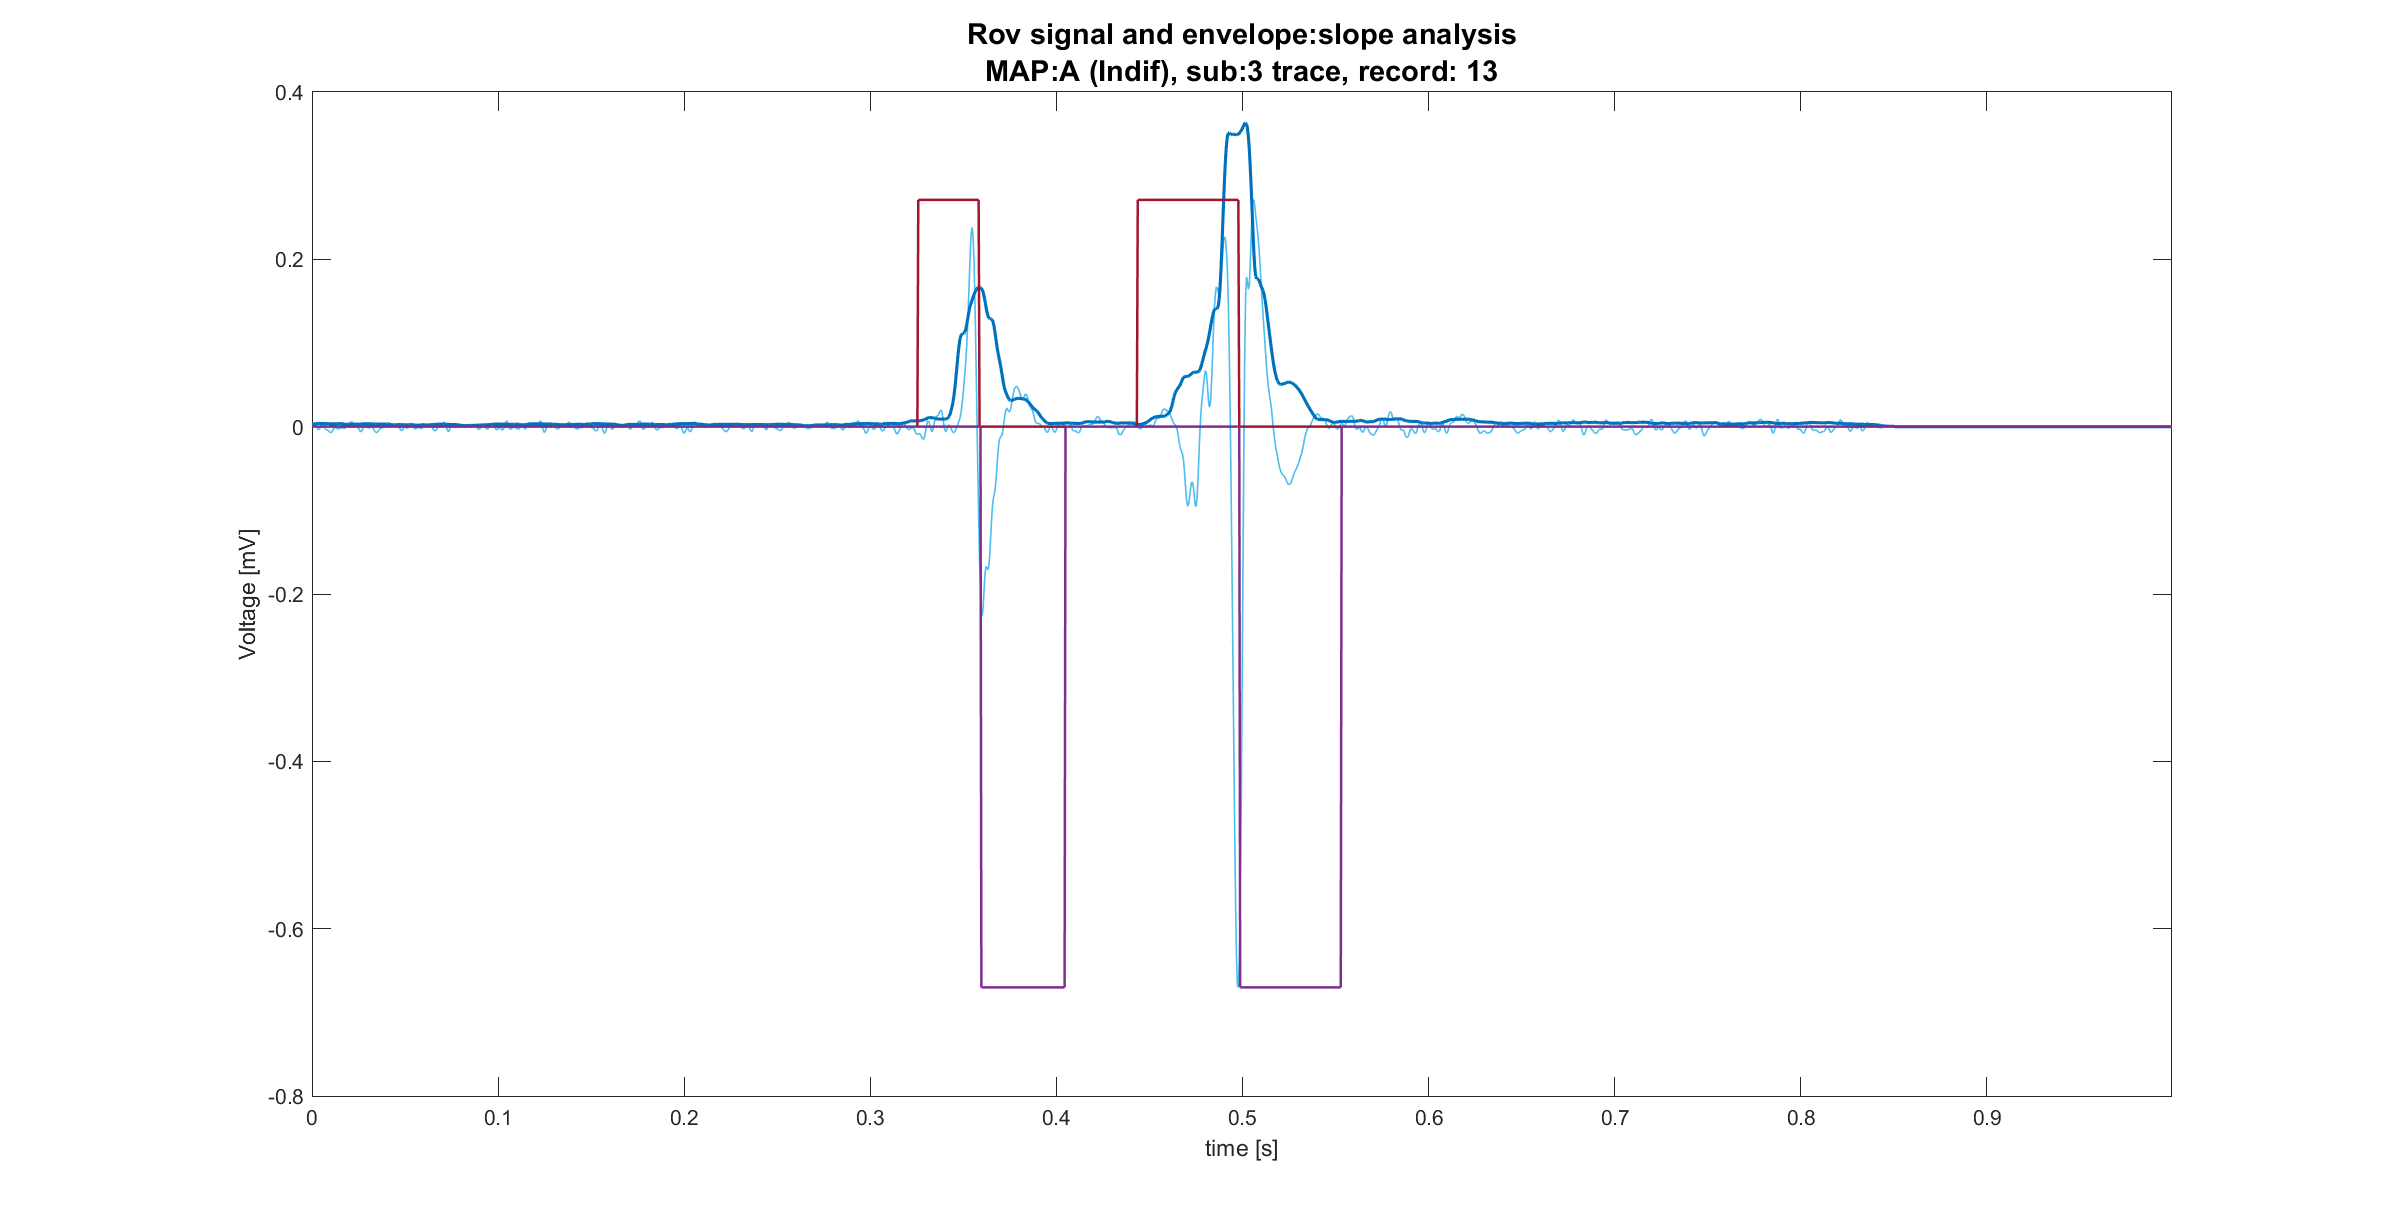 Rov signal and envelope:slope analysis
MAP:A (Indif), sub:3 trace, record: 13
0.4
0.2
0
-0.2
-0.4
-0.6
-0.8
Voltage [mV]
0 0.1 0.2 0.3 0.4 0.5 0.6 0.7 0.8 0.9
time [s]